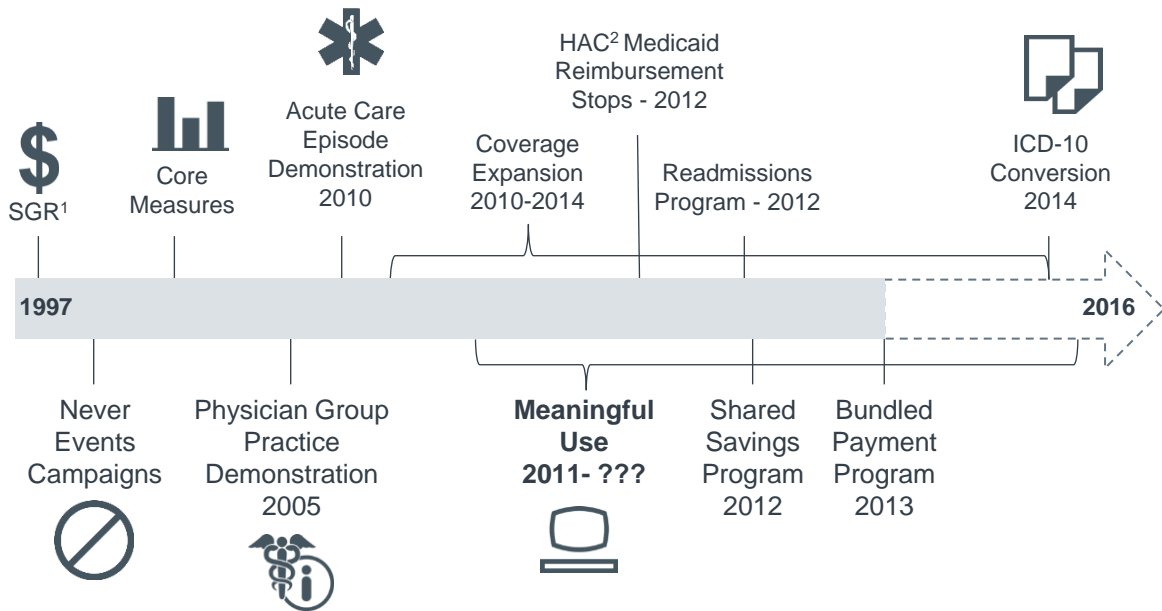 SGR1
Core
Measures
Acute Care
Episode
Demonstration
2010
Coverage
Expansion
2010-2014
HAC2 Medicaid
Reimbursement
Stops - 2012
Readmissions
Program - 2012
ICD-10
Conversion
2014
1997
2016
Never
Events
Campaigns
Physician Group
Practice
Demonstration
2005
Meaningful
Use
2011- ???
Shared
Savings
Program
2012
Bundled
Payment
Program
2013